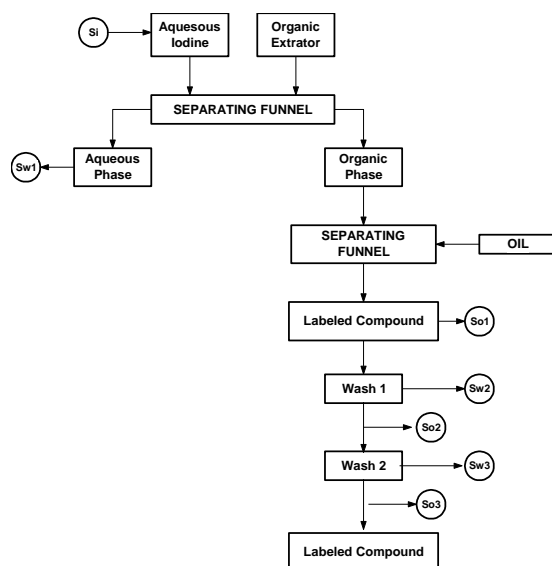 Si
Aquesous
Iodine
Organic
Extrator
SEPARATING FUNNEL
Sw1
Aqueous
Phase
Organic
Phase
SEPARATING
FUNNEL
OIL
Labeled Compound
So1
Wash 1
Sw2
So2
Wash 2
Sw3
So3
Labeled Compound